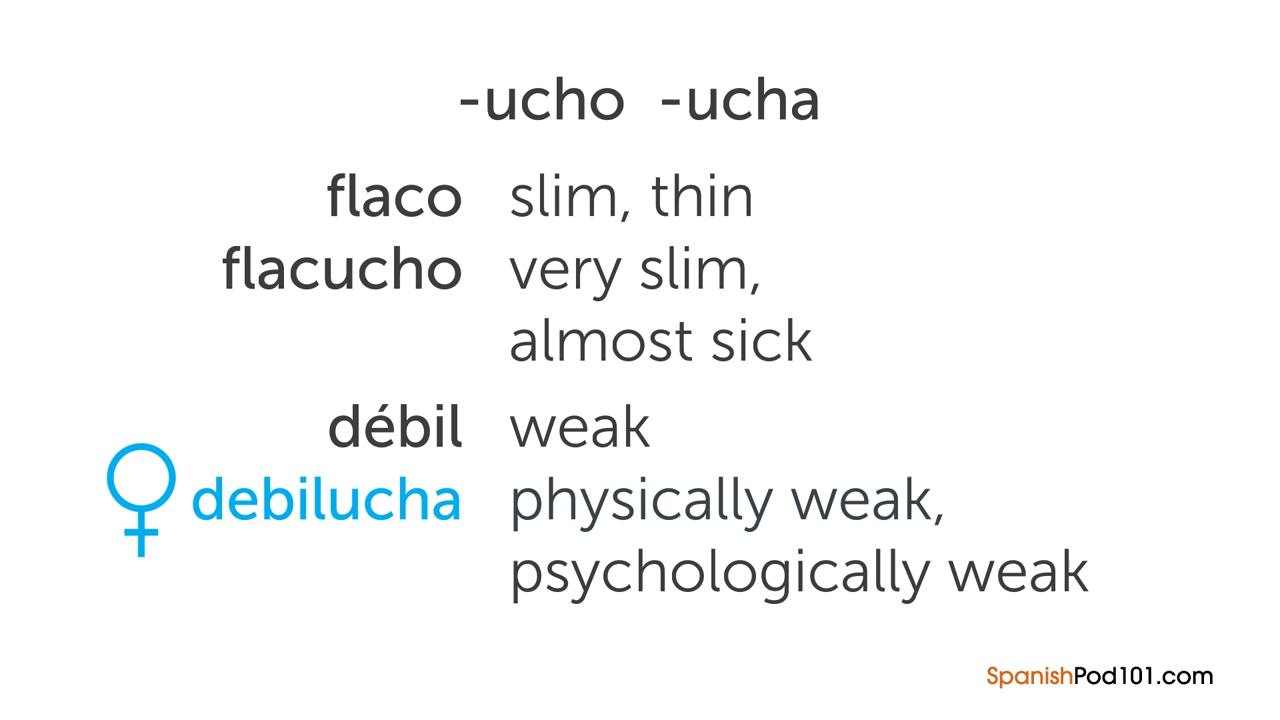 -ucho -ucha
flaco slim, thin
flacucho very slim,
almost sick
débil weak
debilucha physically weak,
psychologically weak
SpanishPod101.com